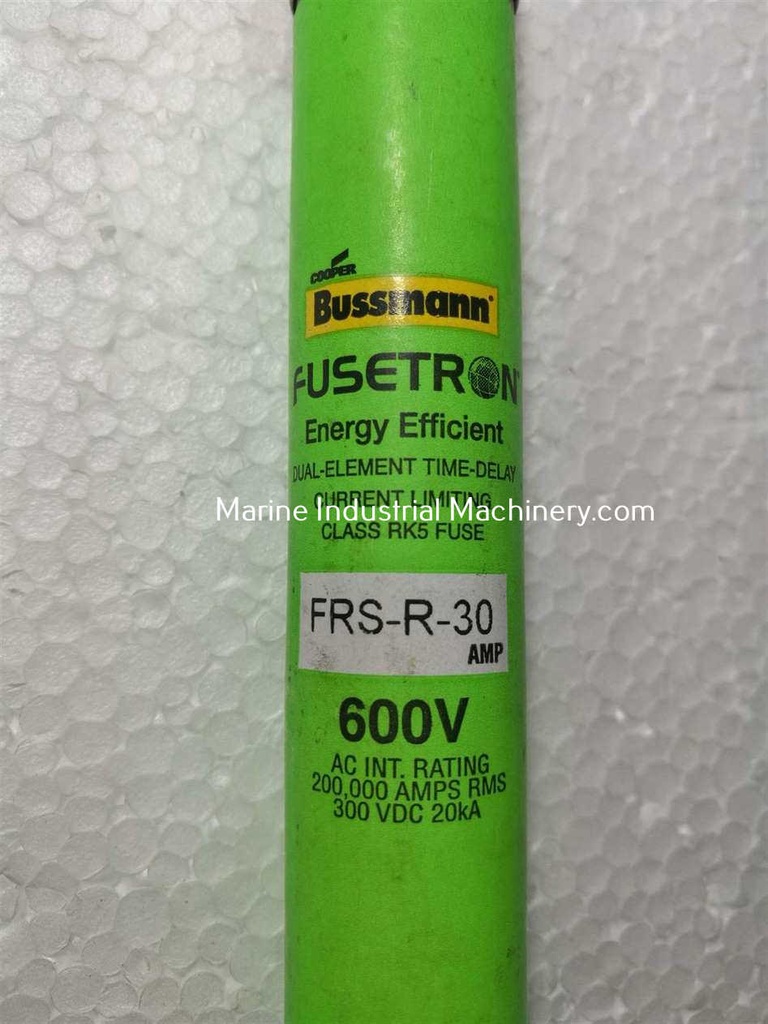 COOPER
Bussmann®
FUSETRON™
Energy Efficient
DUAL-ELEMENT TIME-DELAY
CURRENT LIMITING
Marine Industrial Machinery.com
CLASS RK5 FUSE
FRS-R-30
AMP
600V
AC INT. RATING
200,000 AMPS RMS
300 VDC 20kA